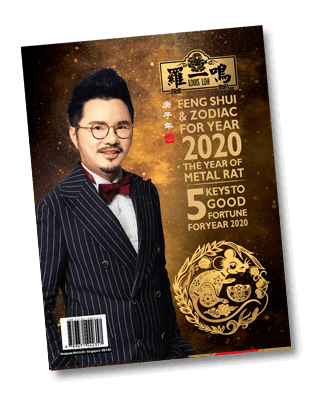 羅一鳴
LOUIS LOH
庚子年
FENG SHUI
& ZODIAC
FOR YEAR
2020
• THE YEAR OF
METAL RAT
5 KEYS TO
GOOD
FORTUNE
FOR YEAR 2020